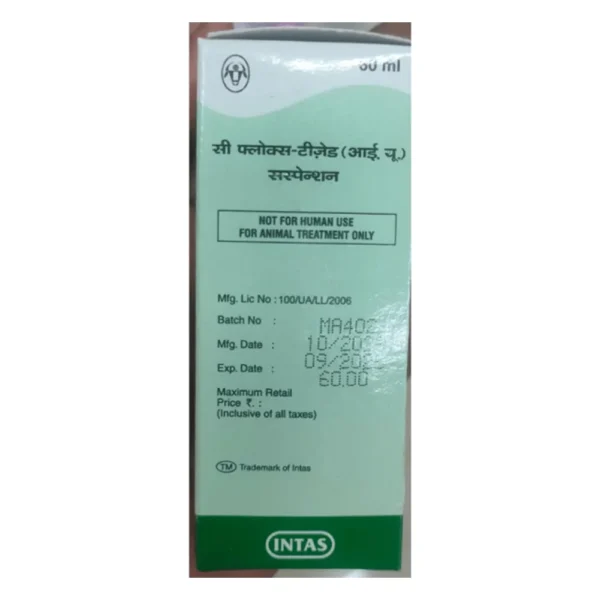 ml
सी फ्लोक्स-टीज़ेड (आई. यू.)
सस्पेन्शन
NOT FOR HUMAN USE
FOR ANIMAL TREATMENT ONLY
Mfg. Lic No : 100/UA/LL/2006
Batch No :
Mfg. Date :
Exp. Date :
60.00
Maximum Retail
Price ₹. :
(Inclusive of all taxes)
TM Trademark of Intas
INTAS